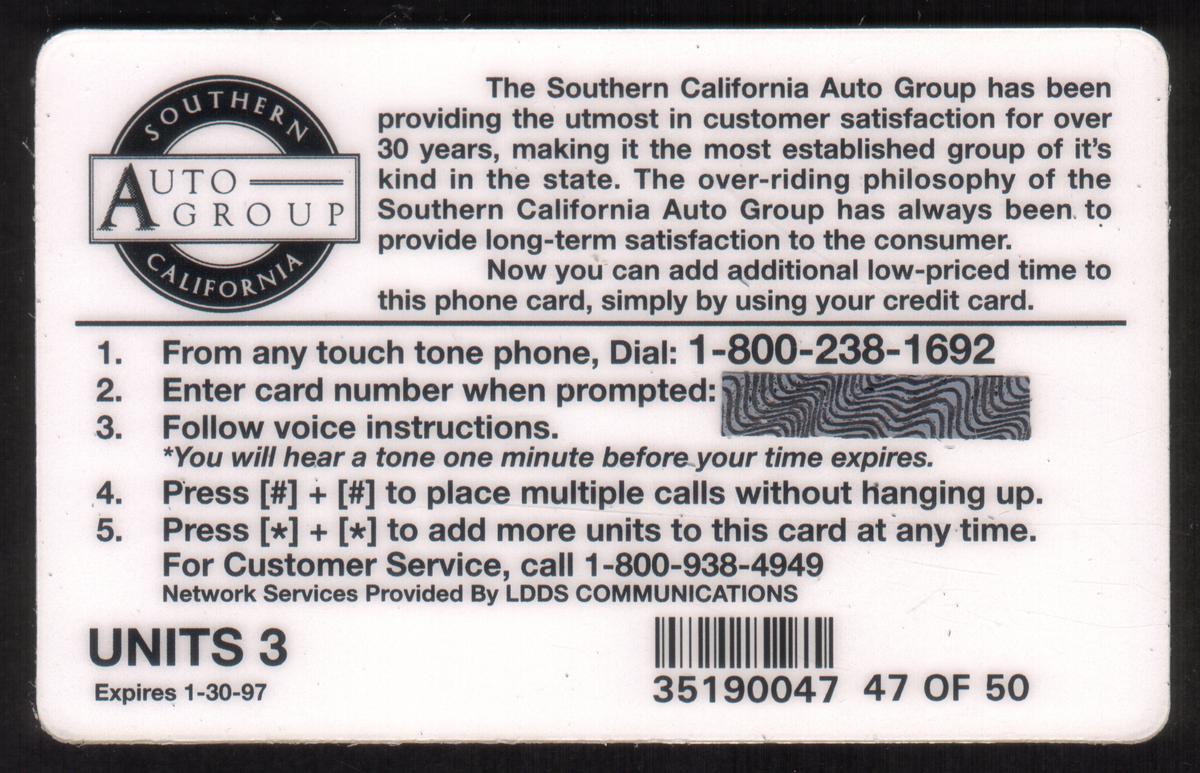 SOUTHERN
AUTO
GROUP
CALIFORNIA
The Southern California Auto Group has been
providing the utmost in customer satisfaction for over
30 years, making it the most established group of it's
kind in the state. The over-riding philosophy of the
Southern California Auto Group has always been to
provide long-term satisfaction to the consumer.
Now you can add additional low-priced time to
this phone card, simply by using your credit card.
1. From any touch tone phone, Dial: 1-800-238-1692
2. Enter card number when prompted:
3. Follow voice instructions.
*You will hear a tone one minute before your time expires.
4. Press [#] + [#] to place multiple calls without hanging up.
5. Press [*] + [*] to add more units to this card at any time.
For Customer Service, call 1-800-938-4949
Network Services Provided By LDDS COMMUNICATIONS
UNITS 3
Expires 1-30-97
35190047 47 OF 50